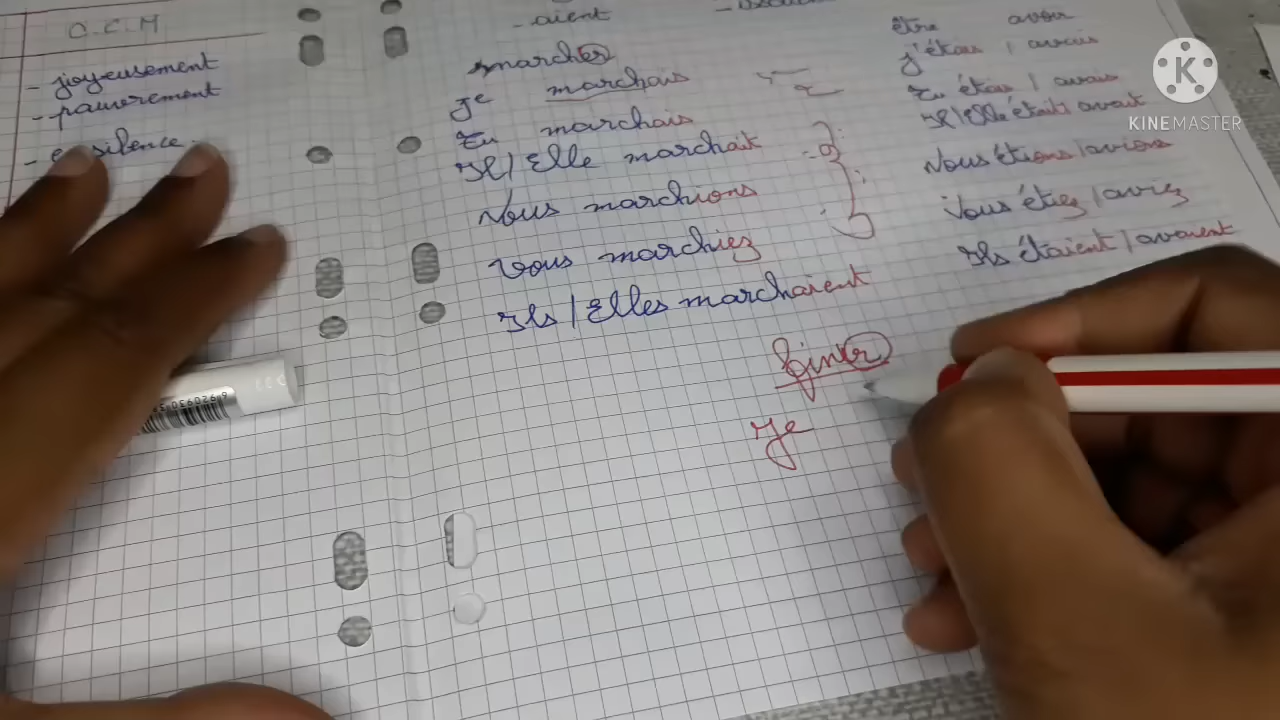 O.C.M
- joyeusement
- pauvrement
- en silence.
- aient
marcher
je marchais
Tu marchais
Il/Elle marchait
Nous marchions
Vous marchiez
Ils/Elles marchaient
être avoir
j'étais / avais
Tu étais / avais
Il/Elle était / avait
Nous étions / avions
Vous étiez / aviez
Ils étaient / avaient
finir
Je
KINEMASTER